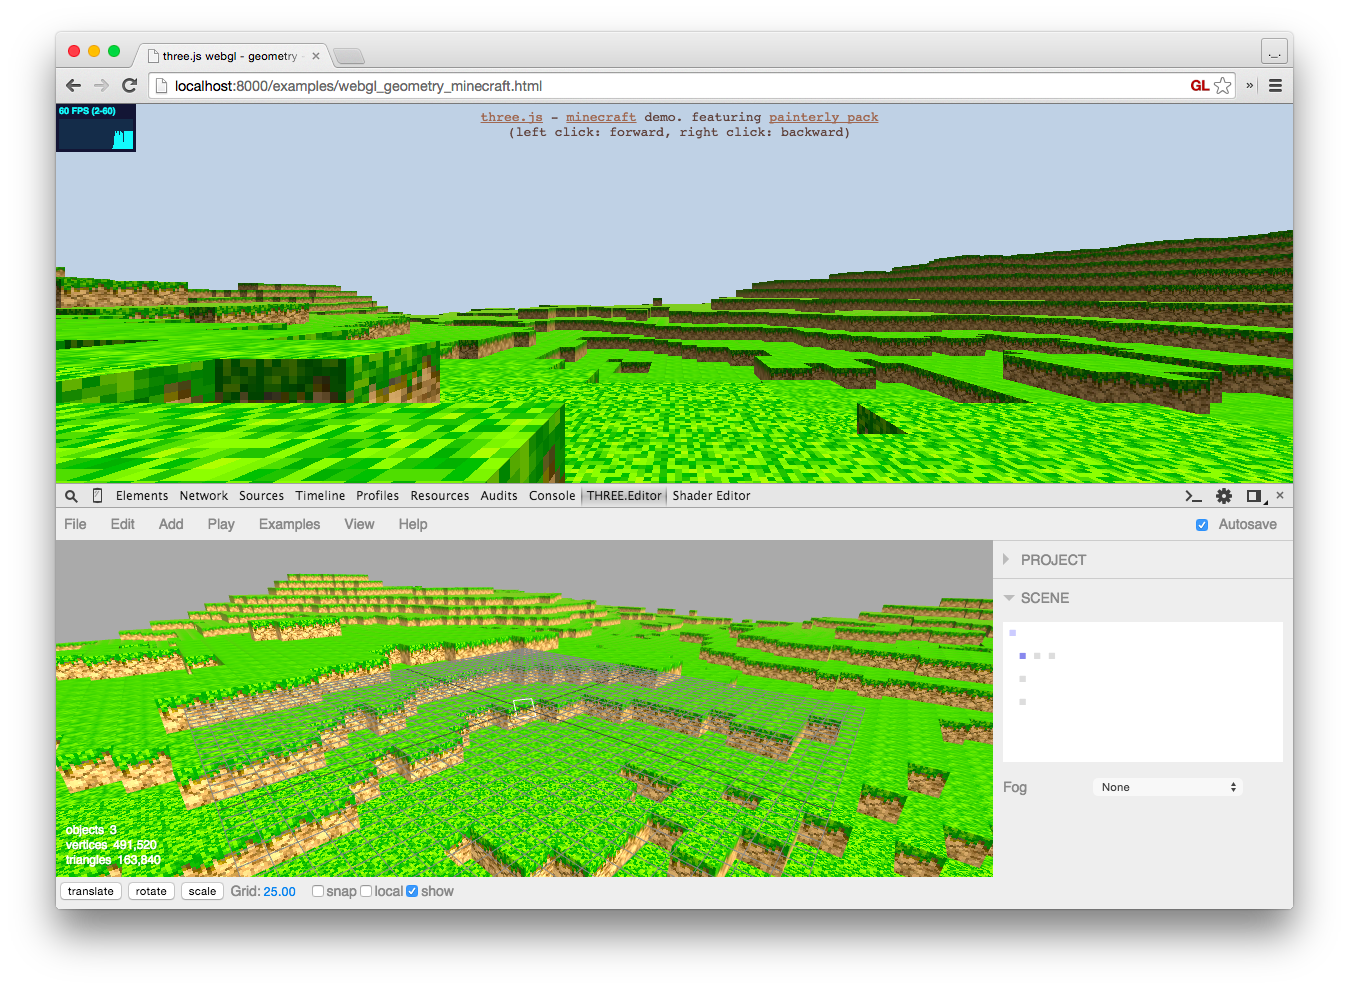 three.js webgl - geometry
localhost:8000/examples/webgl_geometry_minecraft.html
GL
»
60 FPS (2-60)
three.js - minecraft demo. featuring painterly pack
(left click: forward, right click: backward)
Elements Network Sources Timeline Profiles Resources Audits Console THREE.Editor Shader Editor
File Edit Add Play Examples View Help Autosave
PROJECT
SCENE
Fog None
objects 3
vertices 491,520
triangles 163,840
translate rotate scale Grid: 25.00 snap local show